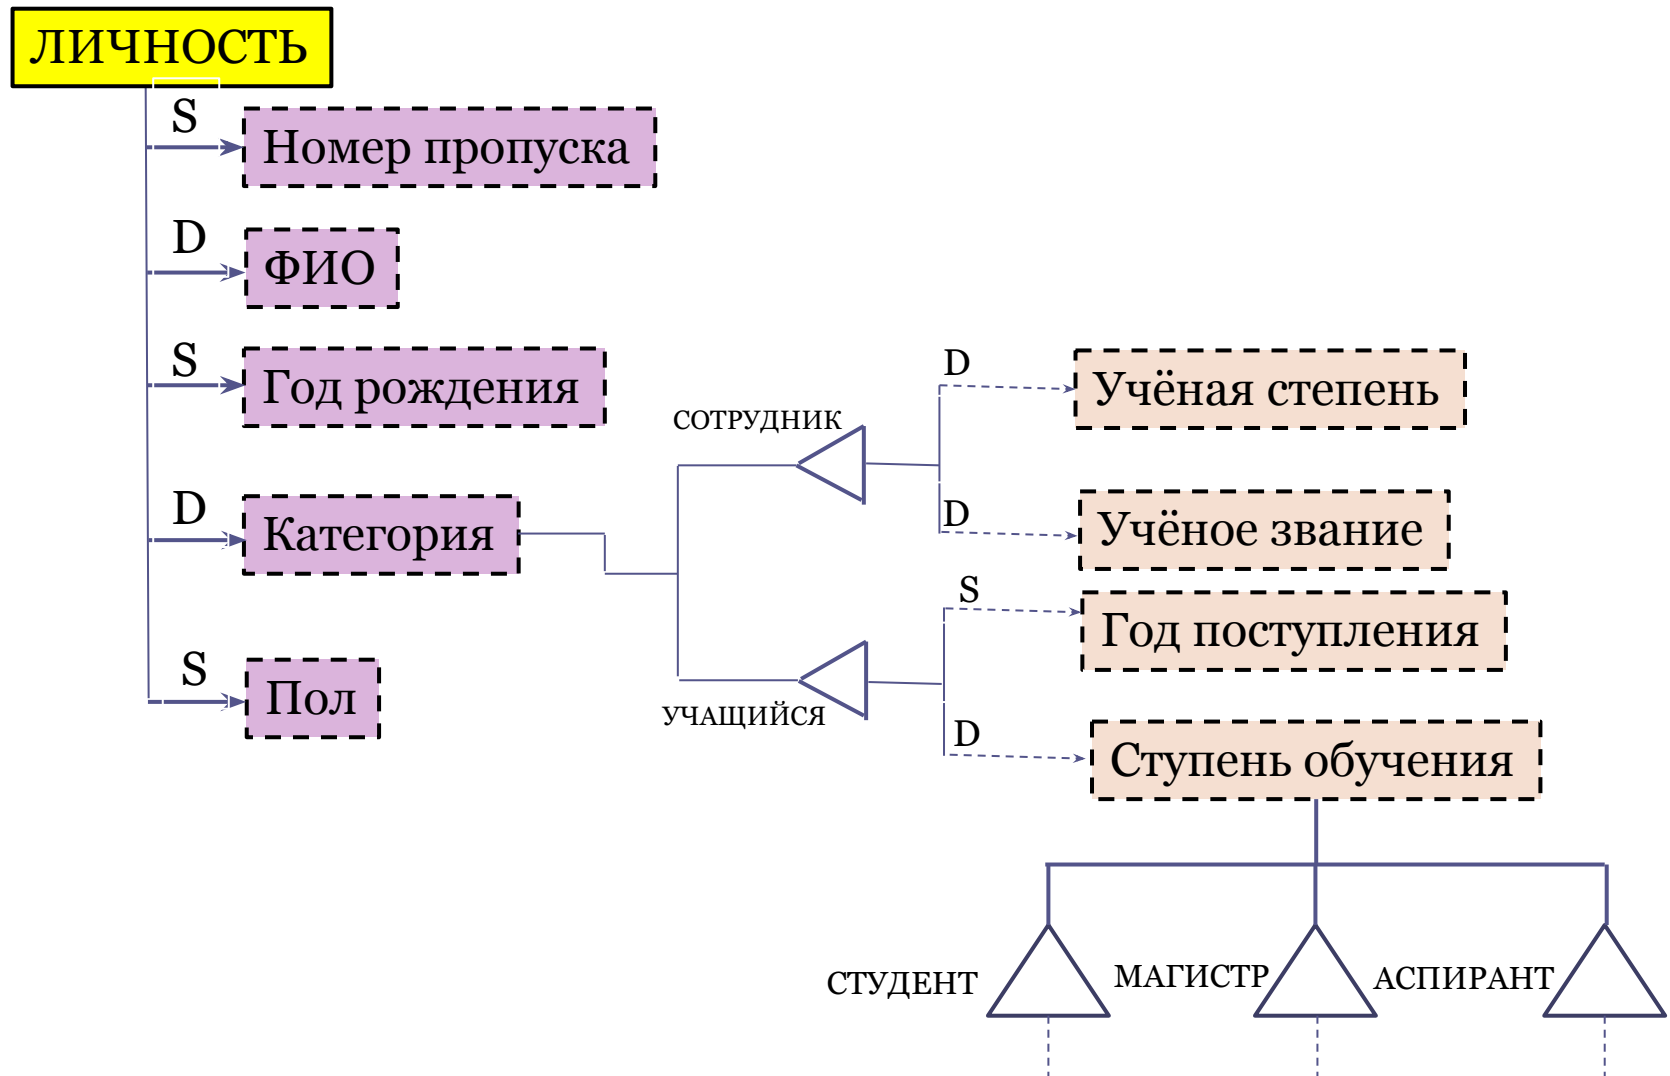 ЛИЧНОСТЬ
S
Номер пропуска
D
ФИО
S
Год рождения
D
Категория
S
Пол
СОТРУДНИК
D
Учёная степень
D
Учёное звание
УЧАЩИЙСЯ
S
Год поступления
D
Ступень обучения
СТУДЕНТ
МАГИСТР
АСПИРАНТ